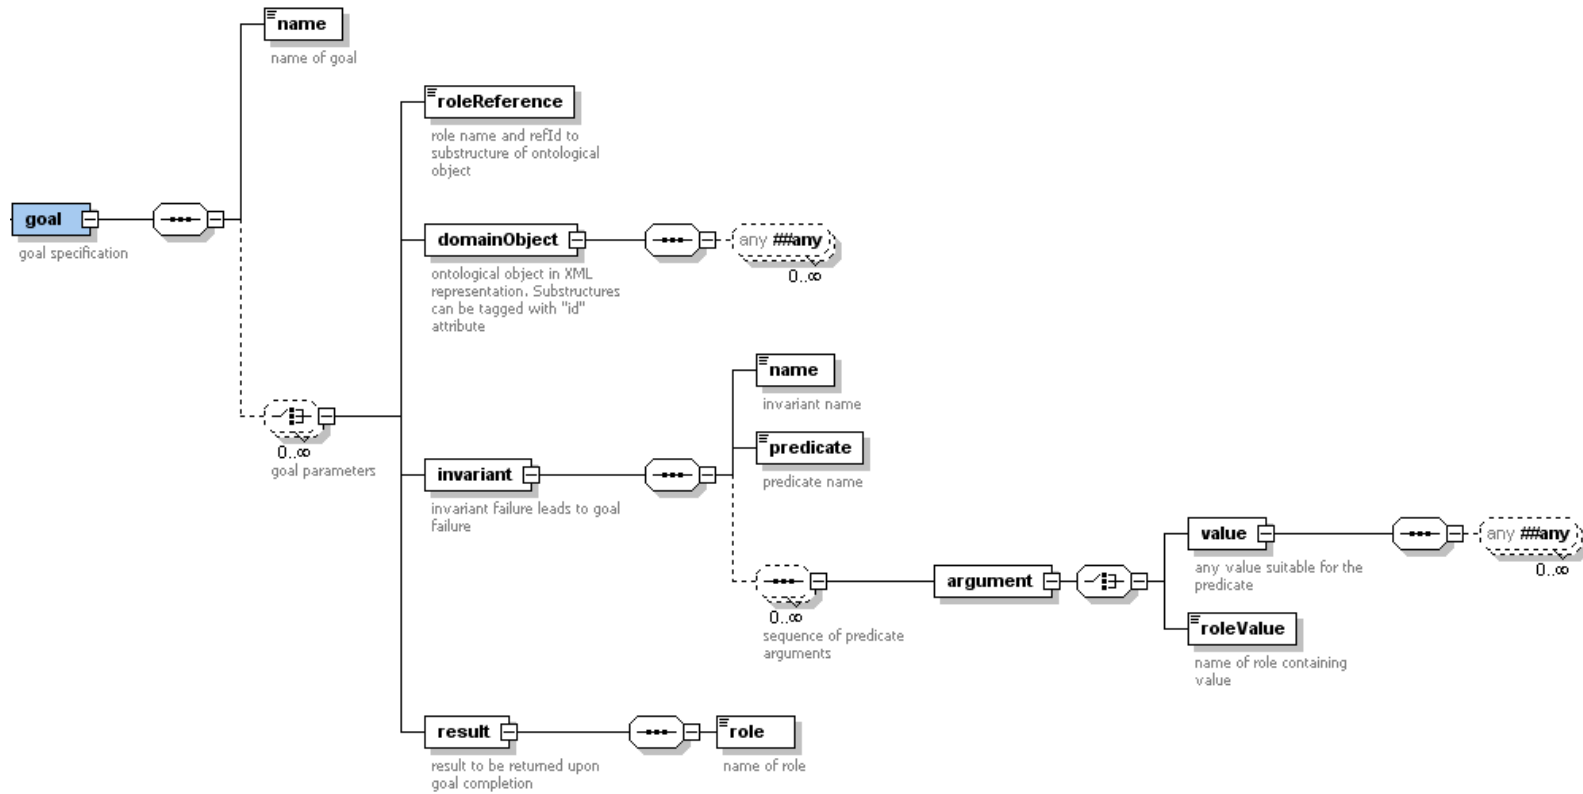 name
name of goal
roleReference
role name and refId to
substructure of ontological
object
goal
goal specification
domainObject
any ##any
0..∞
ontological object in XML
representation. Substructures
can be tagged with "id"
attribute
name
invariant name
0..∞
goal parameters
predicate
predicate name
invariant
invariant failure leads to goal
failure
value
any ##any
0..∞
any value suitable for the
predicate
argument
0..∞
sequence of predicate
arguments
roleValue
name of role containing
value
result
result to be returned upon
goal completion
role
name of role